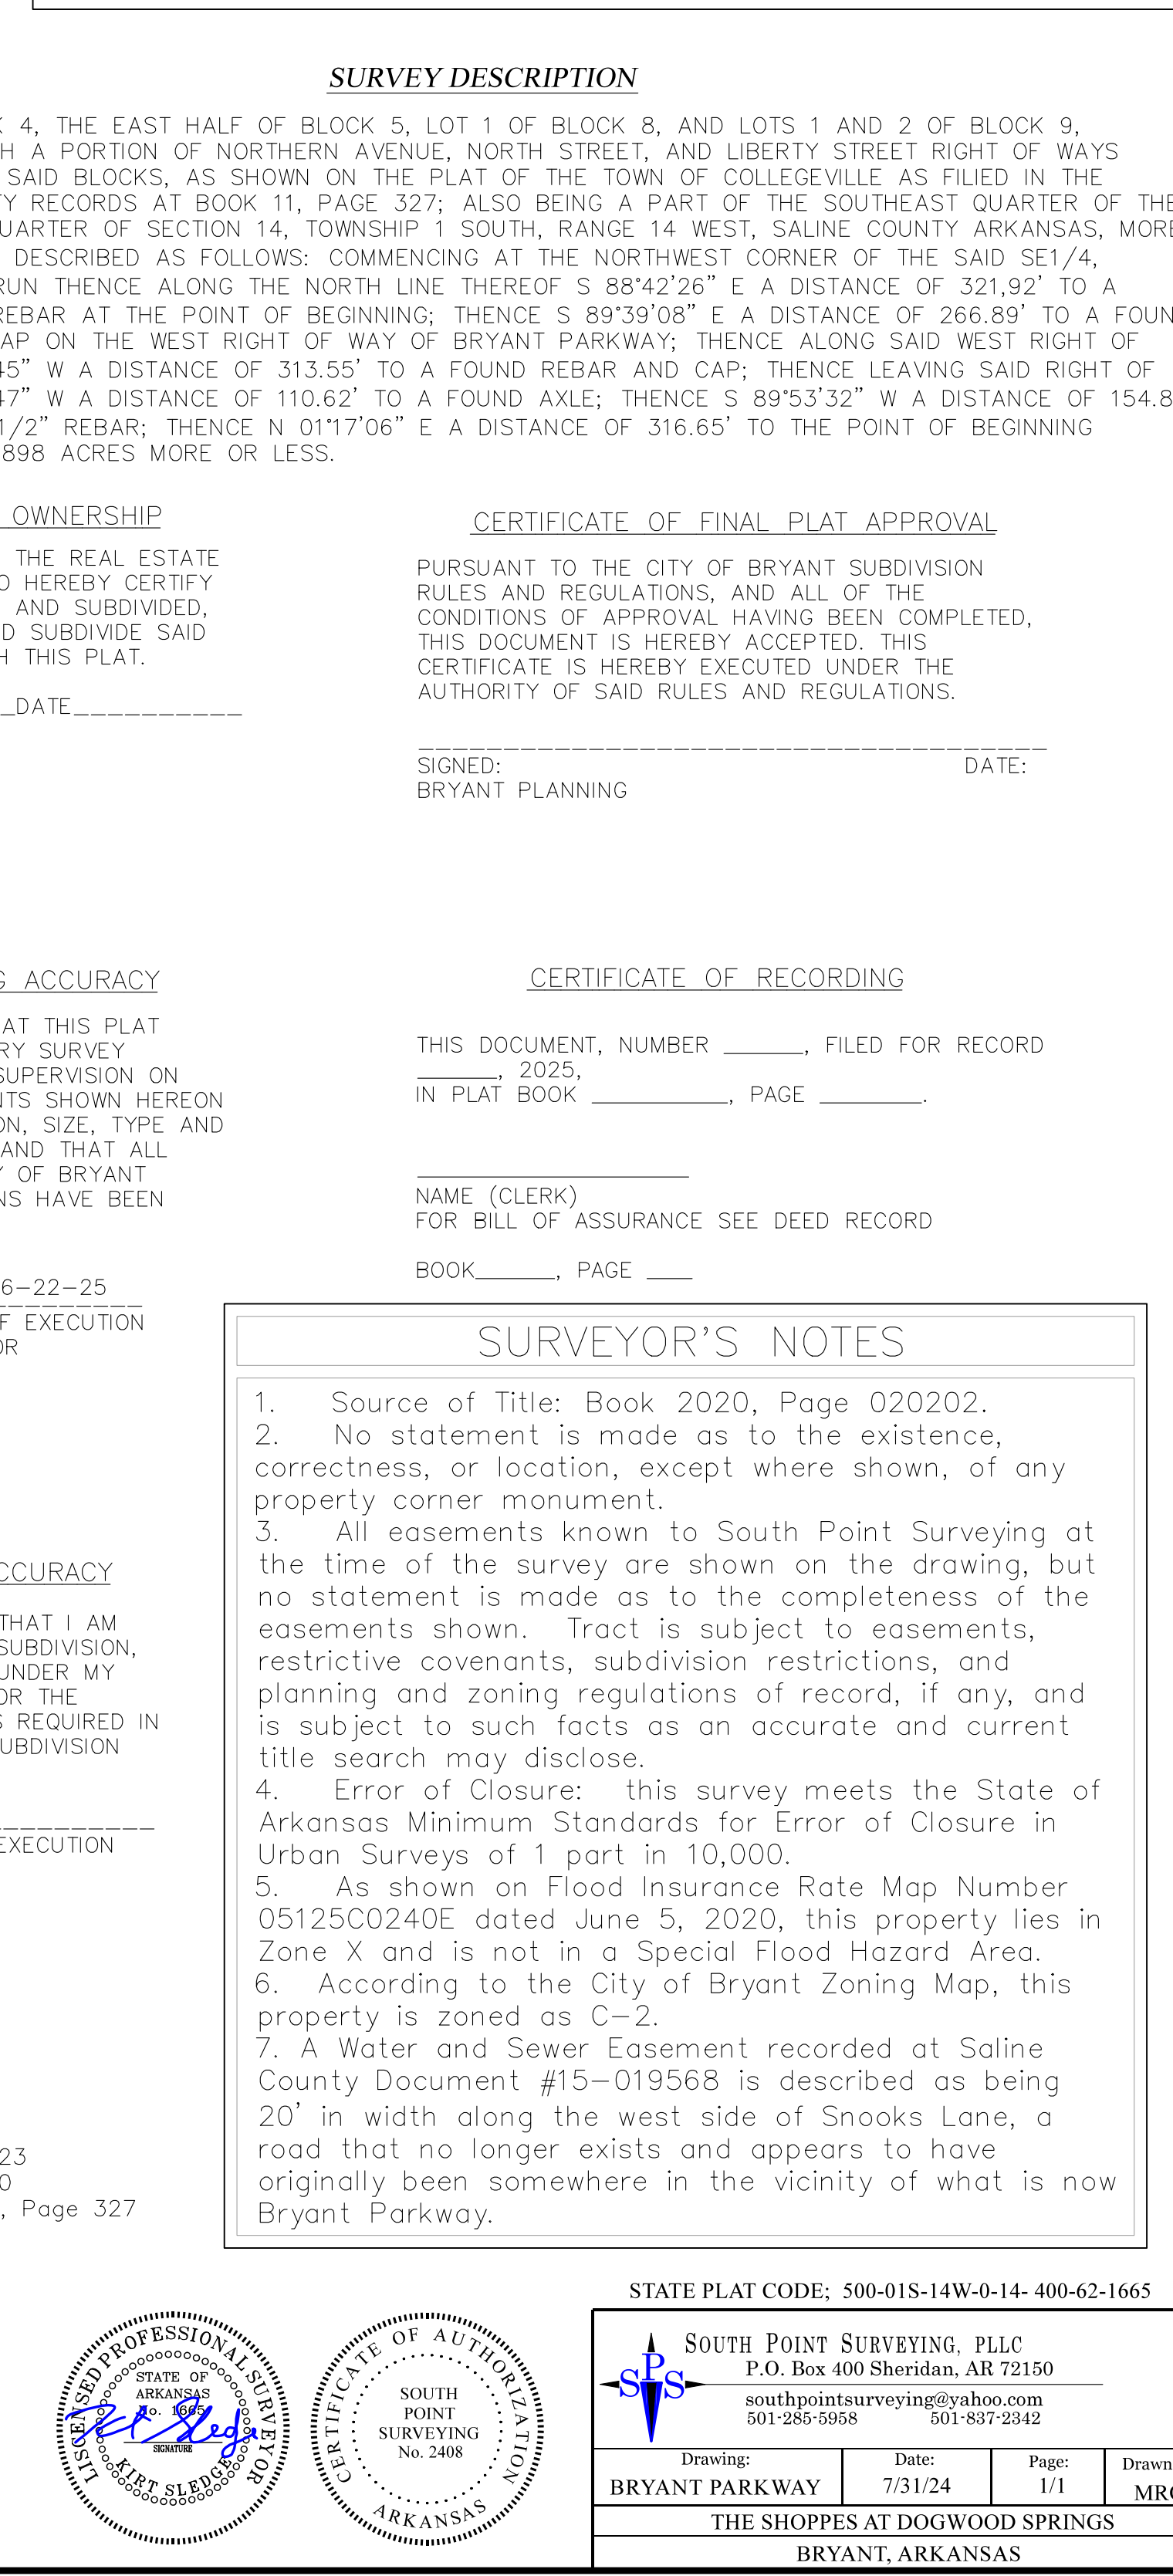 SURVEY DESCRIPTION
4, THE EAST HALF OF BLOCK 5, LOT 1 OF BLOCK 8, AND LOTS 1 AND 2 OF BLOCK 9,
A PORTION OF NORTHERN AVENUE, NORTH STREET, AND LIBERTY STREET RIGHT OF WAYS
SAID BLOCKS, AS SHOWN ON THE PLAT OF THE TOWN OF COLLEGEVILLE AS FILIED IN THE
RECORDS AT BOOK 11, PAGE 327; ALSO BEING A PART OF THE SOUTHEAST QUARTER OF THE
UARTER OF SECTION 14, TOWNSHIP 1 SOUTH, RANGE 14 WEST, SALINE COUNTY ARKANSAS, MORE
DESCRIBED AS FOLLOWS: COMMENCING AT THE NORTHWEST CORNER OF THE SAID SE1/4,
RUN THENCE ALONG THE NORTH LINE THEREOF S 88°42'26" E A DISTANCE OF 321,92' TO A
REBAR AT THE POINT OF BEGINNING; THENCE S 89°39'08" E A DISTANCE OF 266.89' TO A FOUN
AP ON THE WEST RIGHT OF WAY OF BRYANT PARKWAY; THENCE ALONG SAID WEST RIGHT OF
45" W A DISTANCE OF 313.55' TO A FOUND REBAR AND CAP; THENCE LEAVING SAID RIGHT OF
47" W A DISTANCE OF 110.62' TO A FOUND AXLE; THENCE S 89°53'32" W A DISTANCE OF 154.8
1/2" REBAR; THENCE N 01°17'06" E A DISTANCE OF 316.65' TO THE POINT OF BEGINNING
898 ACRES MORE OR LESS.
OWNERSHIP
THE REAL ESTATE
O HEREBY CERTIFY
AND SUBDIVIDED,
D SUBDIVIDE SAID
H THIS PLAT.
_DATE__________
CERTIFICATE OF FINAL PLAT APPROVAL
PURSUANT TO THE CITY OF BRYANT SUBDIVISION
RULES AND REGULATIONS, AND ALL OF THE
CONDITIONS OF APPROVAL HAVING BEEN COMPLETED,
THIS DOCUMENT IS HEREBY ACCEPTED. THIS
CERTIFICATE IS HEREBY EXECUTED UNDER THE
AUTHORITY OF SAID RULES AND REGULATIONS.
SIGNED: DATE:
BRYANT PLANNING
G ACCURACY
AT THIS PLAT
RY SURVEY
SUPERVISION ON
NTS SHOWN HEREON
ON, SIZE, TYPE AND
AND THAT ALL
Y OF BRYANT
NS HAVE BEEN
6-22-25
F EXECUTION
OR
CERTIFICATE OF RECORDING
THIS DOCUMENT, NUMBER _______, FILED FOR RECORD
_______, 2025,
IN PLAT BOOK ____________, PAGE _________.
NAME (CLERK)
FOR BILL OF ASSURANCE SEE DEED RECORD
BOOK_______, PAGE ____
CCURACY
THAT I AM
SUBDIVISION,
UNDER MY
OR THE
S REQUIRED IN
UBDIVISION
EXECUTION
23
0
, Page 327
SURVEYOR'S NOTES
1. Source of Title: Book 2020, Page 020202.
2. No statement is made as to the existence,
correctness, or location, except where shown, of any
property corner monument.
3. All easements known to South Point Surveying at
the time of the survey are shown on the drawing, but
no statement is made as to the completeness of the
easements shown. Tract is subject to easements,
restrictive covenants, subdivision restrictions, and
planning and zoning regulations of record, if any, and
is subject to such facts as an accurate and current
title search may disclose.
4. Error of Closure: this survey meets the State of
Arkansas Minimum Standards for Error of Closure in
Urban Surveys of 1 part in 10,000.
5. As shown on Flood Insurance Rate Map Number
05125C0240E dated June 5, 2020, this property lies in
Zone X and is not in a Special Flood Hazard Area.
6. According to the City of Bryant Zoning Map, this
property is zoned as C-2.
7. A Water and Sewer Easement recorded at Saline
County Document #15-019568 is described as being
20' in width along the west side of Snooks Lane, a
road that no longer exists and appears to have
originally been somewhere in the vicinity of what is now
Bryant Parkway.
STATE PLAT CODE; 500-01S-14W-0-14- 400-62-1665
LISCENSED PROFESSIONAL SURVEYOR
STATE OF
ARKANSAS
No. 1665
Kirt Sledge
SIGNATURE
KIRT SLEDGE
CERTIFICATE OF AUTHORIZATION
SOUTH
POINT
SURVEYING
No. 2408
ARKANSAS
SPS
SOUTH POINT SURVEYING, PLLC
P.O. Box 400 Sheridan, AR 72150
southpointsurveying@yahoo.com
501-285-5958 501-837-2342
Drawing: Date: Page: Drawn
BRYANT PARKWAY 7/31/24 1/1 MR
THE SHOPPES AT DOGWOOD SPRINGS
BRYANT, ARKANSAS